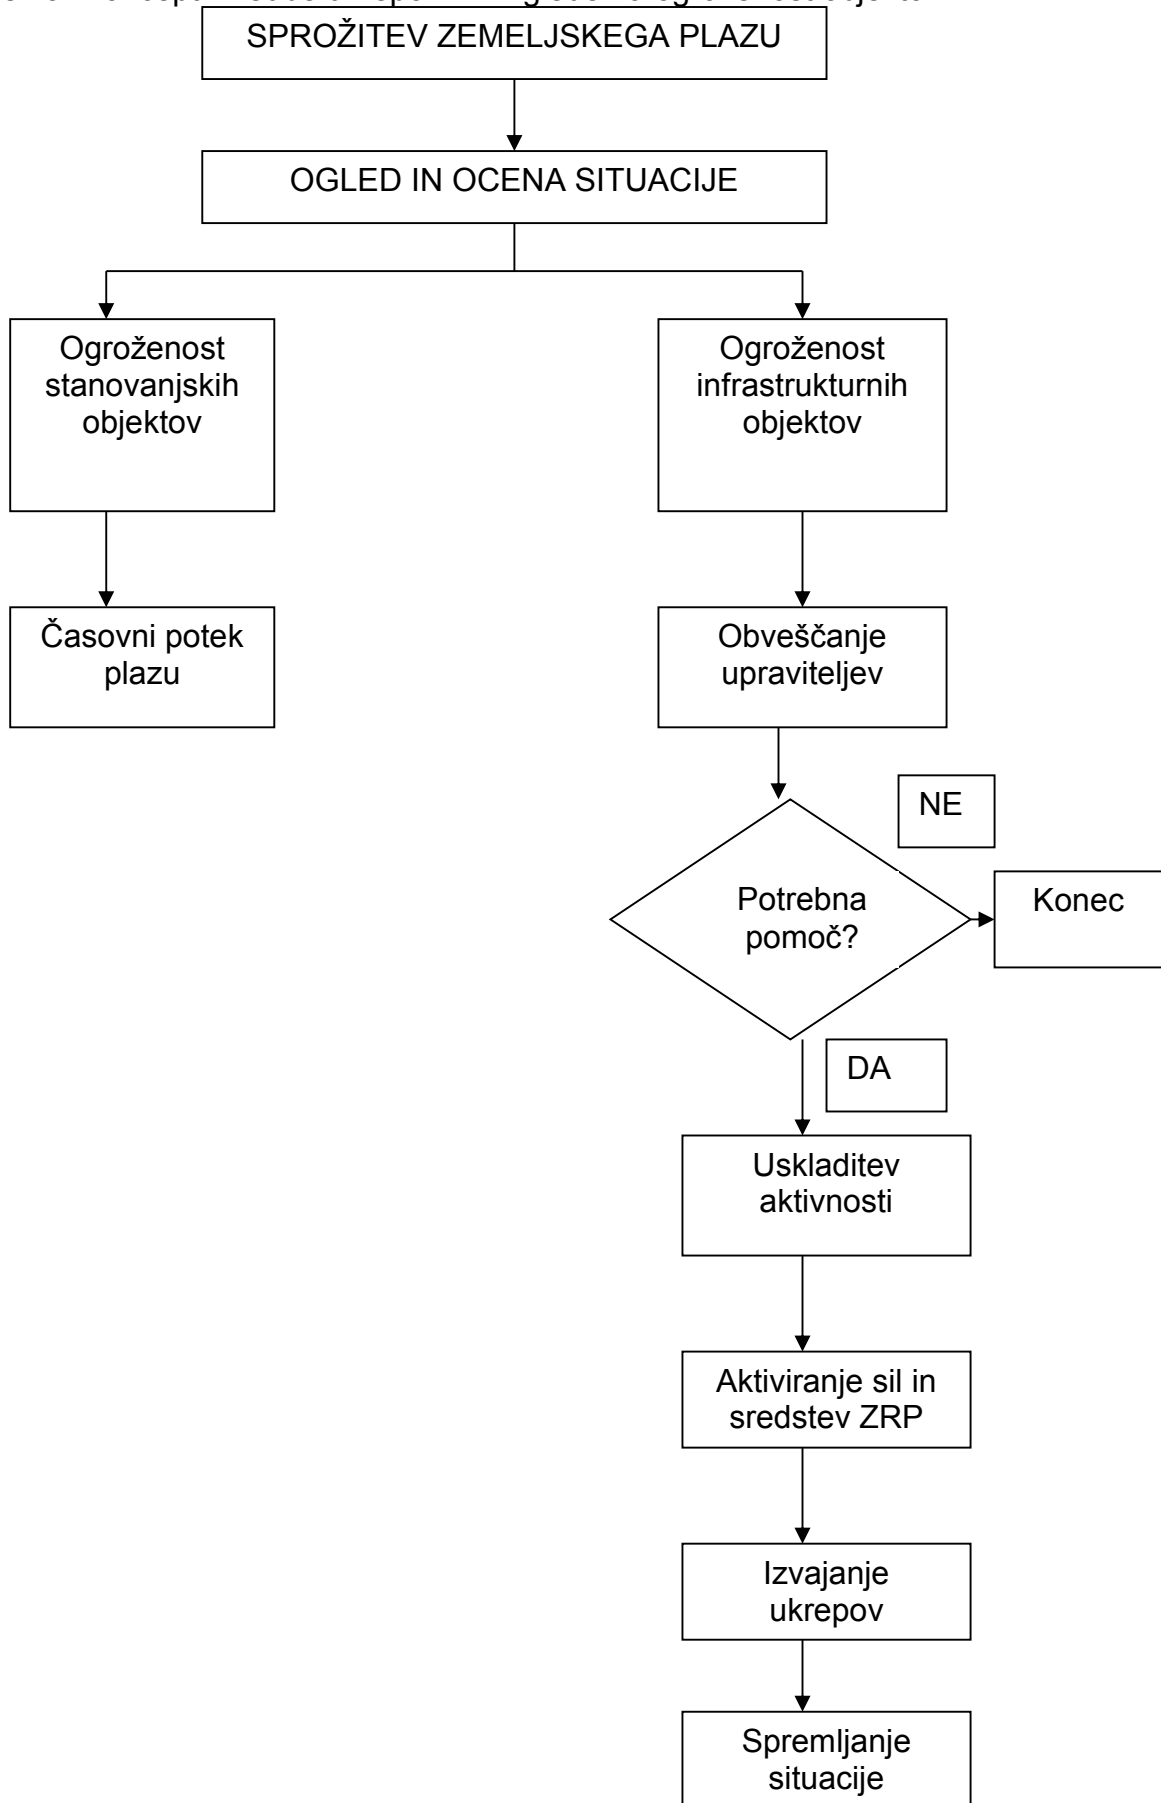 SPROŽITEV ZEMELJSKEGA PLAZU
OGLED IN OCENA SITUACIJE
Ogroženost
stanovanjskih
objektov
Ogroženost
infrastrukturnih
objektov
Časovni potek
plazu
Obveščanje
upraviteljev
NE
Potrebna
pomoč?
Konec
DA
Uskladitev
aktivnosti
Aktiviranje sil in
sredstev ZRP
Izvajanje
ukrepov
Spremljanje
situacije